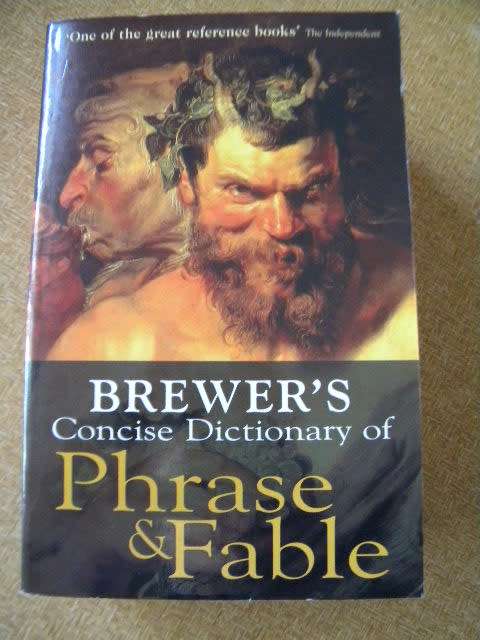 'One of the great reference books' The Independent
BREWER'S
Concise Dictionary of
Phrase
& Fable